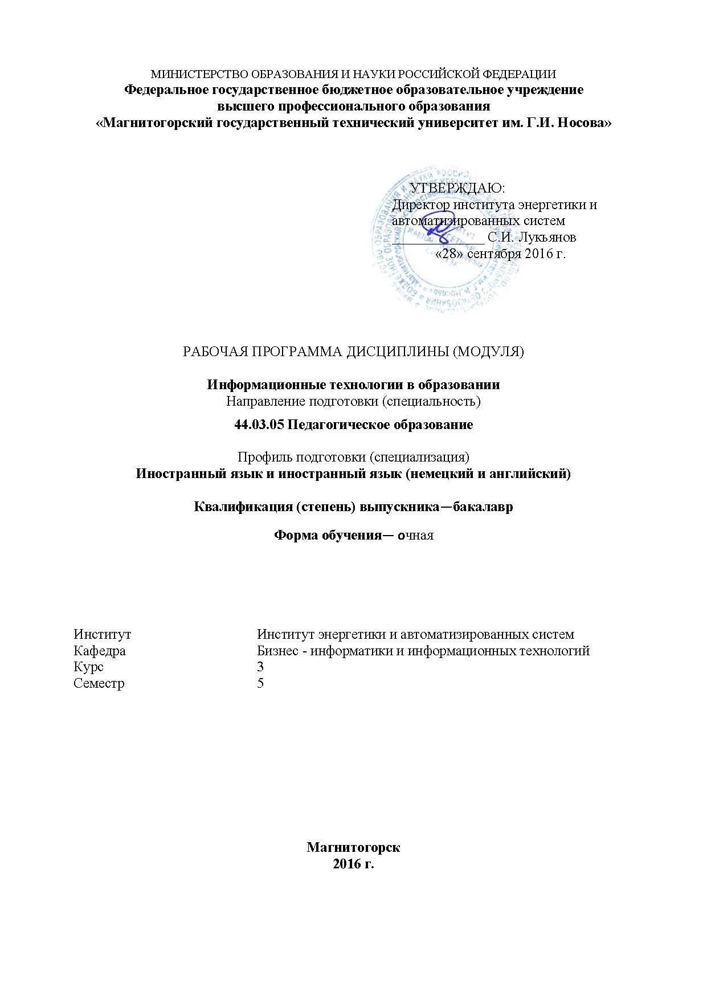 МИНИСТЕРСТВО ОБРАЗОВАНИЯ И НАУКИ РОССИЙСКОЙ ФЕДЕРАЦИИ
Федеральное государственное бюджетное образовательное учреждение
высшего профессионального образования
«Магнитогорский государственный технический университет им. Г.И. Носова»
УТВЕРЖДАЮ:
Директор института энергетики и
автоматизированных систем
_____________ С.И. Лукьянов
«28» сентября 2016 г.
РАБОЧАЯ ПРОГРАММА ДИСЦИПЛИНЫ (МОДУЛЯ)
Информационные технологии в образовании
Направление подготовки (специальность)
44.03.05 Педагогическое образование
Профиль подготовки (специализация)
Иностранный язык и иностранный язык (немецкий и английский)
Квалификация (степень) выпускника—бакалавр
Форма обучения— очная
Институт Институт энергетики и автоматизированных систем
Кафедра Бизнес - информатики и информационных технологий
Курс 3
Семестр 5
Магнитогорск
2016 г.